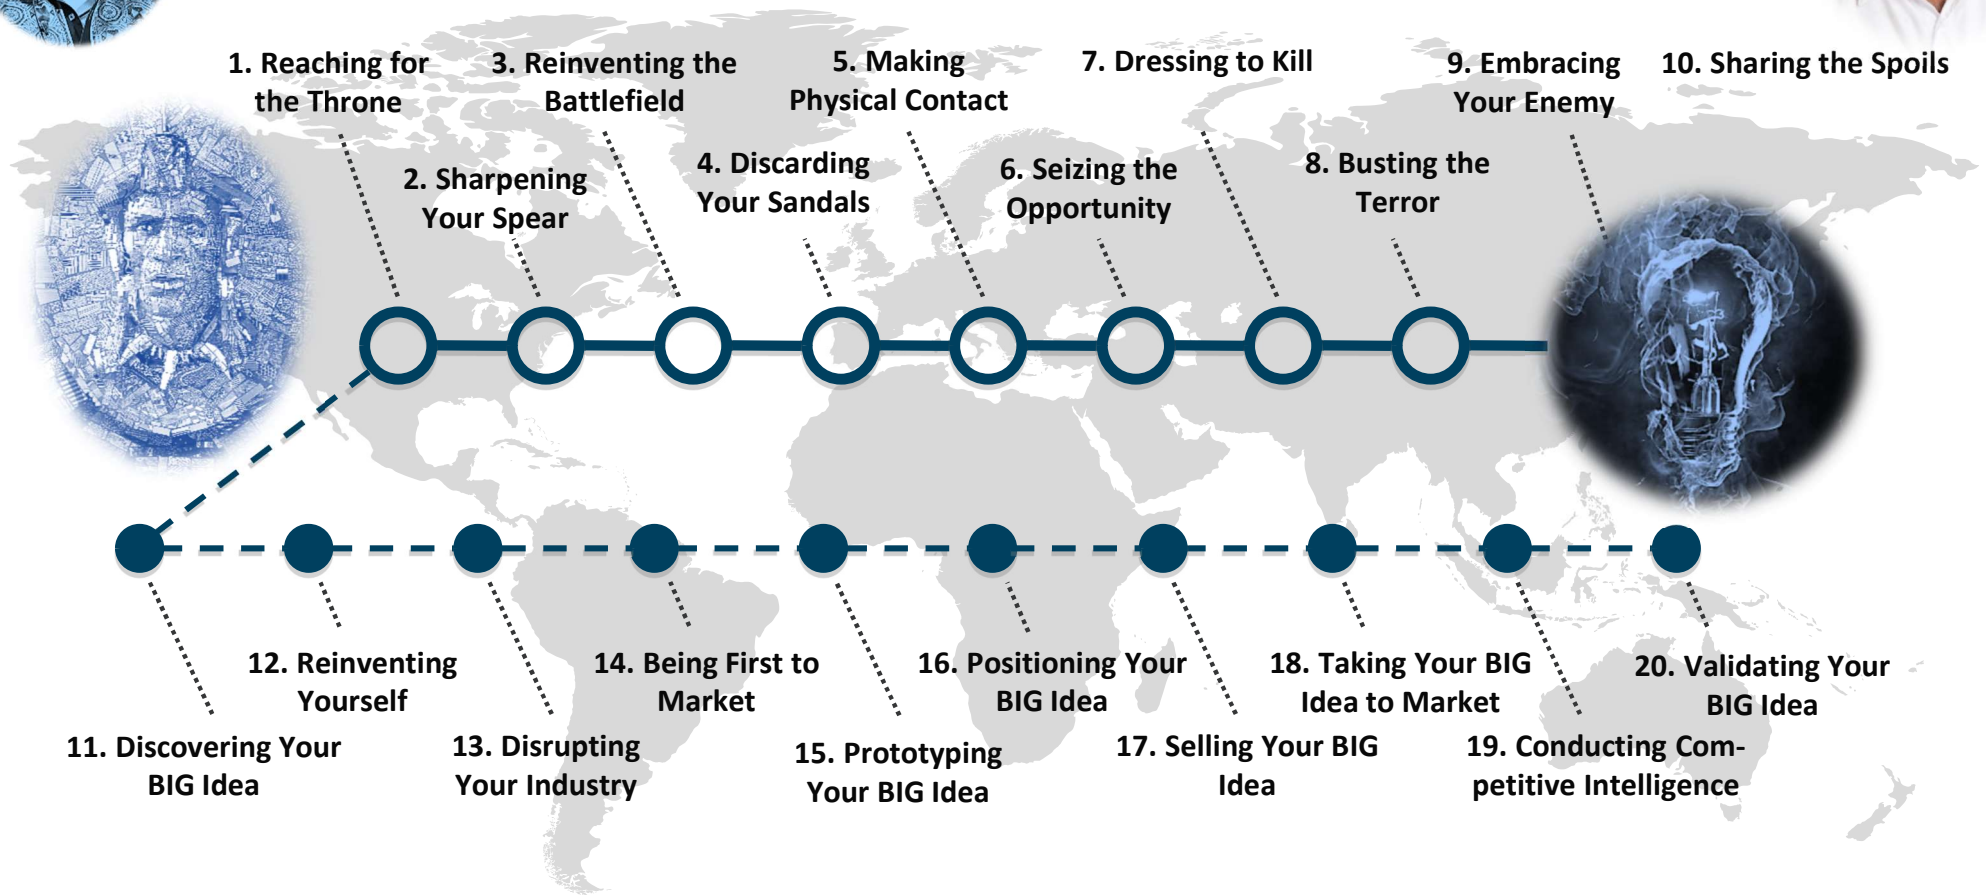 1. Reaching for
the Throne
2. Sharpening
Your Spear
3. Reinventing the
Battlefield
4. Discarding
Your Sandals
5. Making
Physical Contact
6. Seizing the
Opportunity
7. Dressing to Kill
8. Busting the
Terror
9. Embracing
Your Enemy
10. Sharing the Spoils
11. Discovering Your
BIG Idea
12. Reinventing
Yourself
13. Disrupting
Your Industry
14. Being First to
Market
15. Prototyping
Your BIG Idea
16. Positioning Your
BIG Idea
17. Selling Your BIG
Idea
18. Taking Your BIG
Idea to Market
19. Conducting Com-
petitive Intelligence
20. Validating Your
BIG Idea